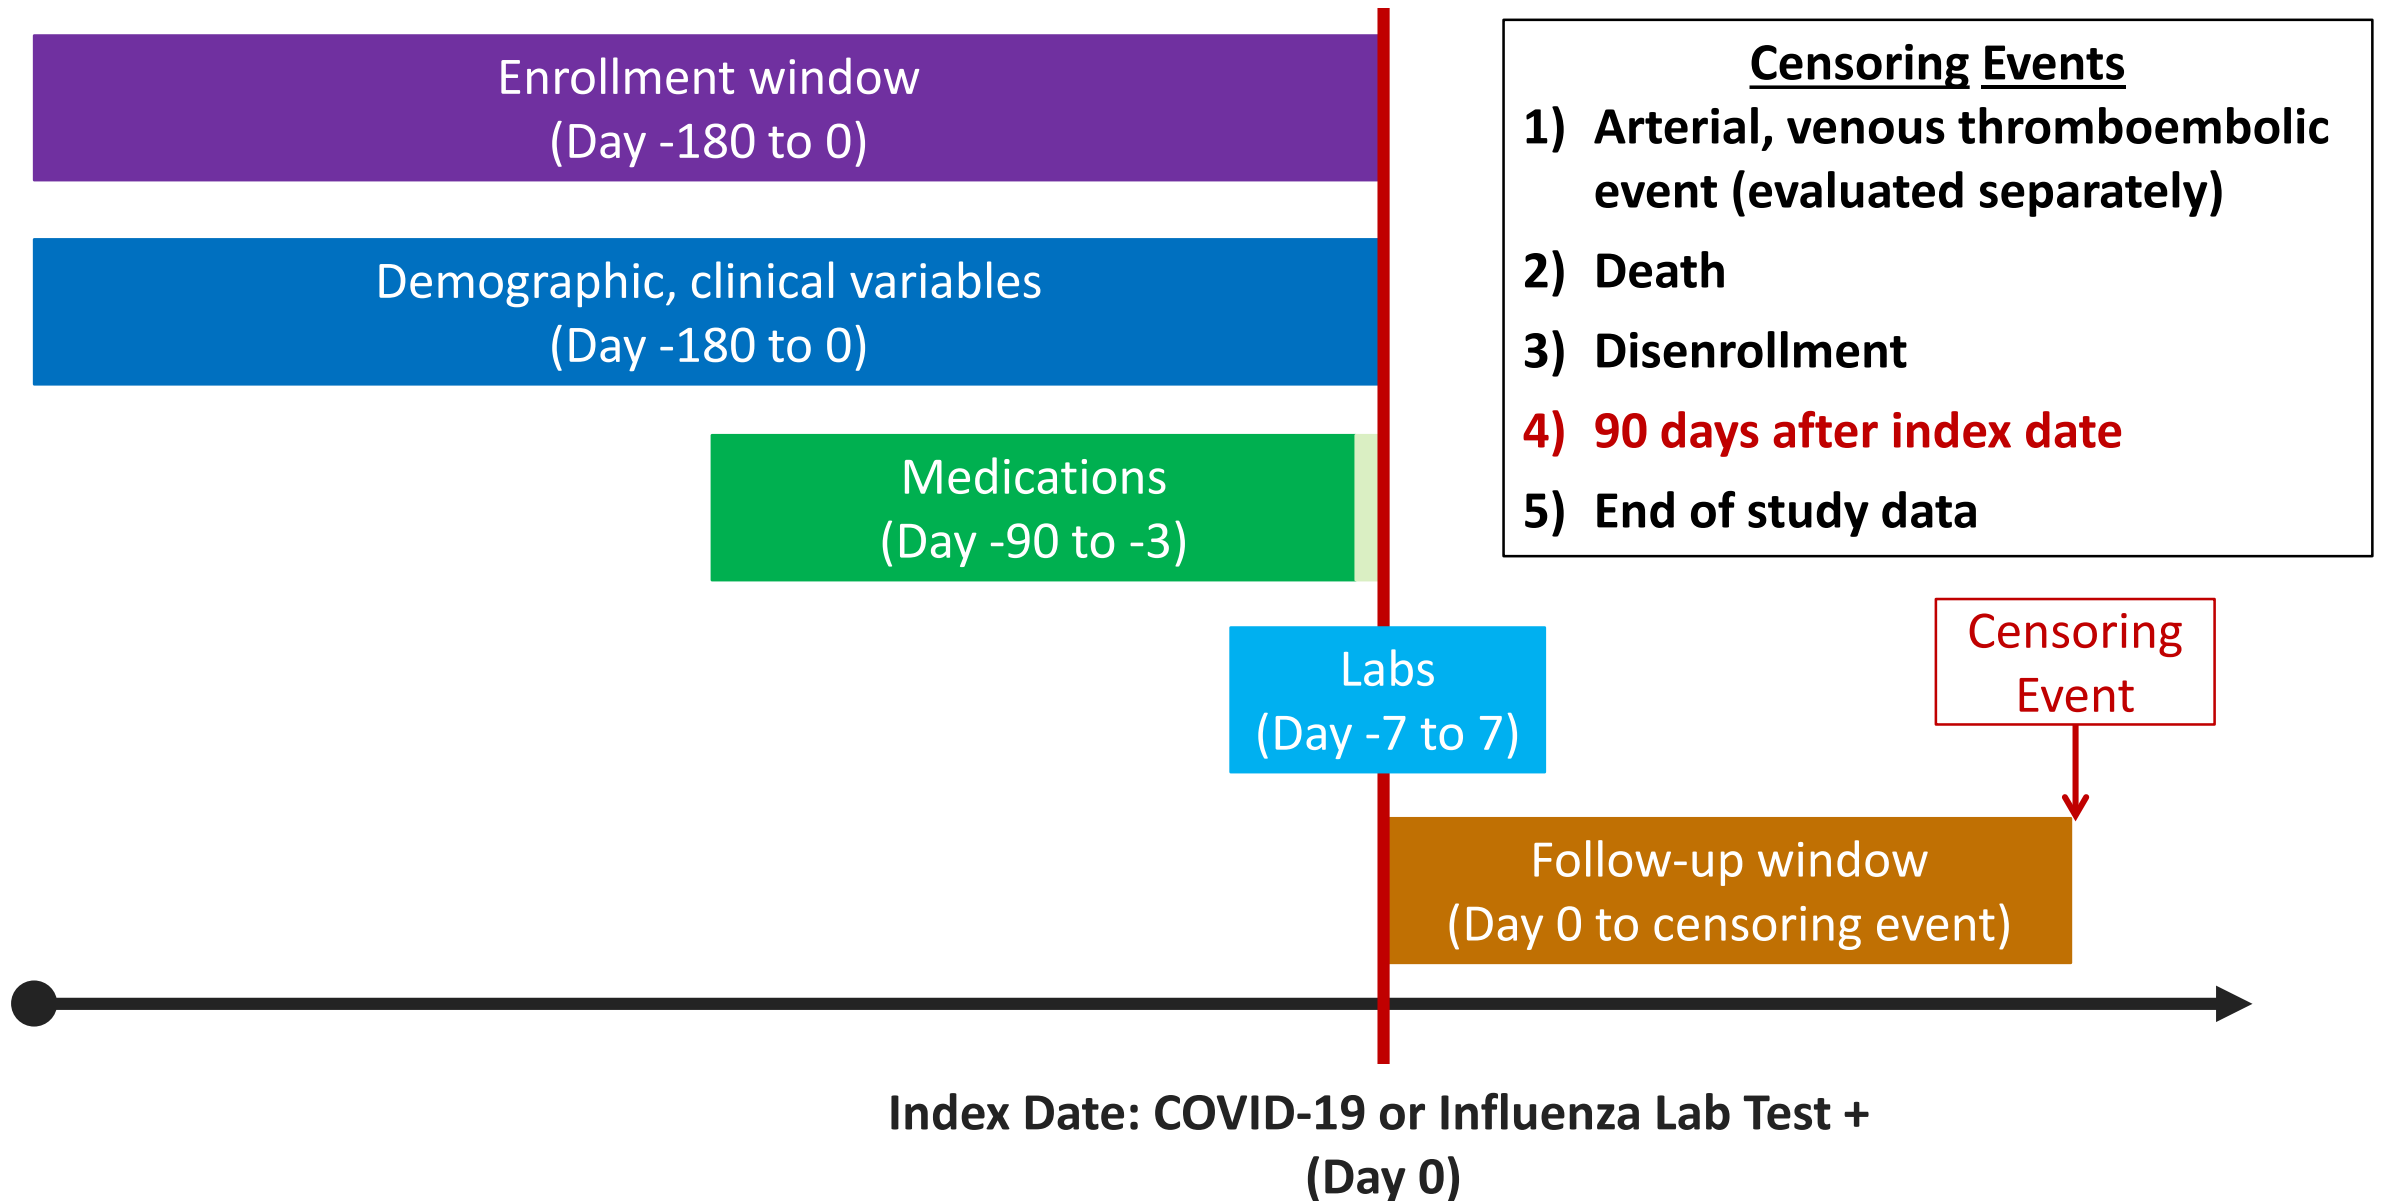 Enrollment window
(Day -180 to 0)
Demographic, clinical variables
(Day -180 to 0)
Medications
(Day -90 to -3)
Labs
(Day -7 to 7)
Censoring Events
1) Arterial, venous thromboembolic
event (evaluated separately)
2) Death
3) Disenrollment
4) 90 days after index date
5) End of study data
Censoring
Event
Follow-up window
(Day 0 to censoring event)
Index Date: COVID-19 or Influenza Lab Test +
(Day 0)